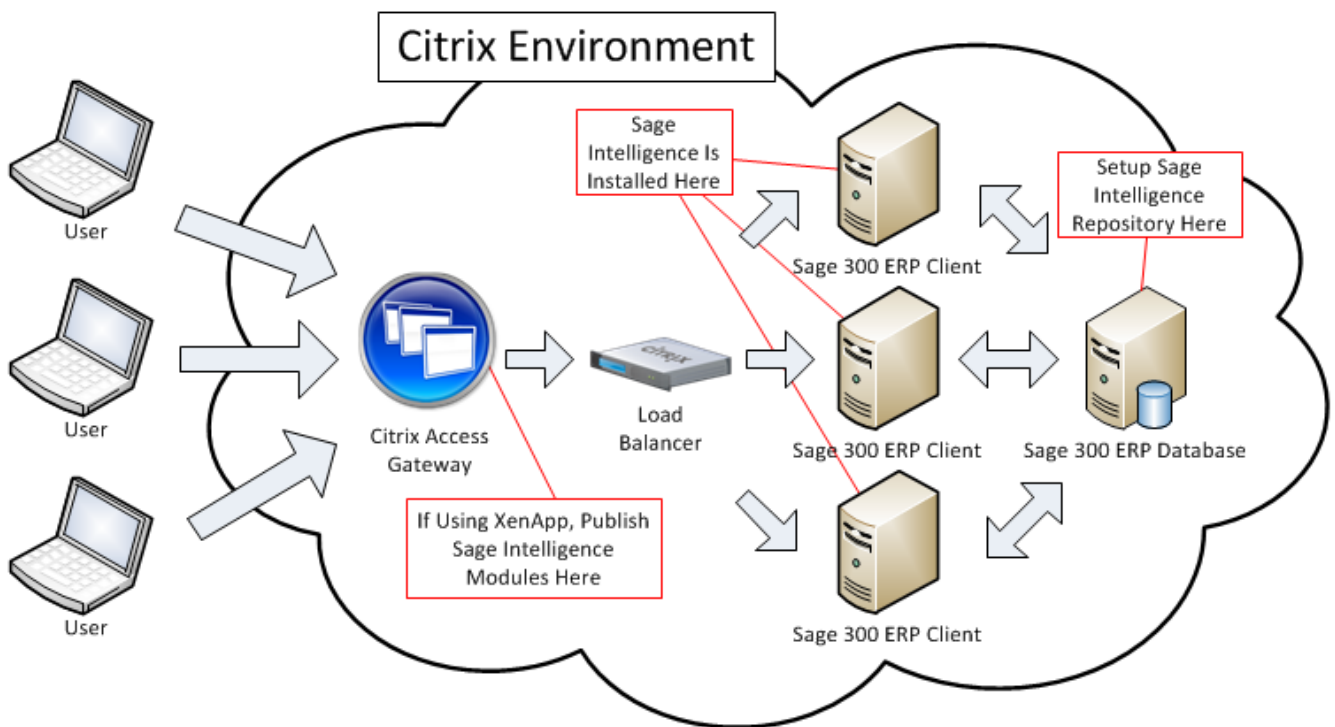 Citrix Environment
Sage
Intelligence Is
Installed Here
Setup Sage
Intelligence
Repository Here
User
Sage 300 ERP Client
User
citrix
Citrix Access
Gateway
Load
Balancer
Sage 300 ERP Client
Sage 300 ERP Database
If Using XenApp, Publish
Sage Intelligence
Modules Here
User
Sage 300 ERP Client